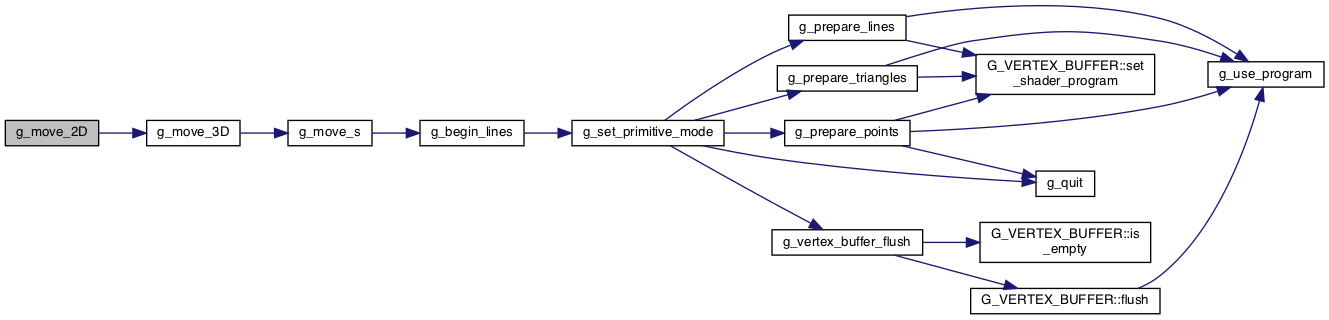 g_move_2D
g_move_3D
g_move_s
g_begin_lines
g_set_primitive_mode
g_prepare_lines
g_prepare_triangles
g_prepare_points
g_vertex_buffer_flush
G_VERTEX_BUFFER::set
_shader_program
g_quit
G_VERTEX_BUFFER::is
_empty
G_VERTEX_BUFFER::flush
g_use_program